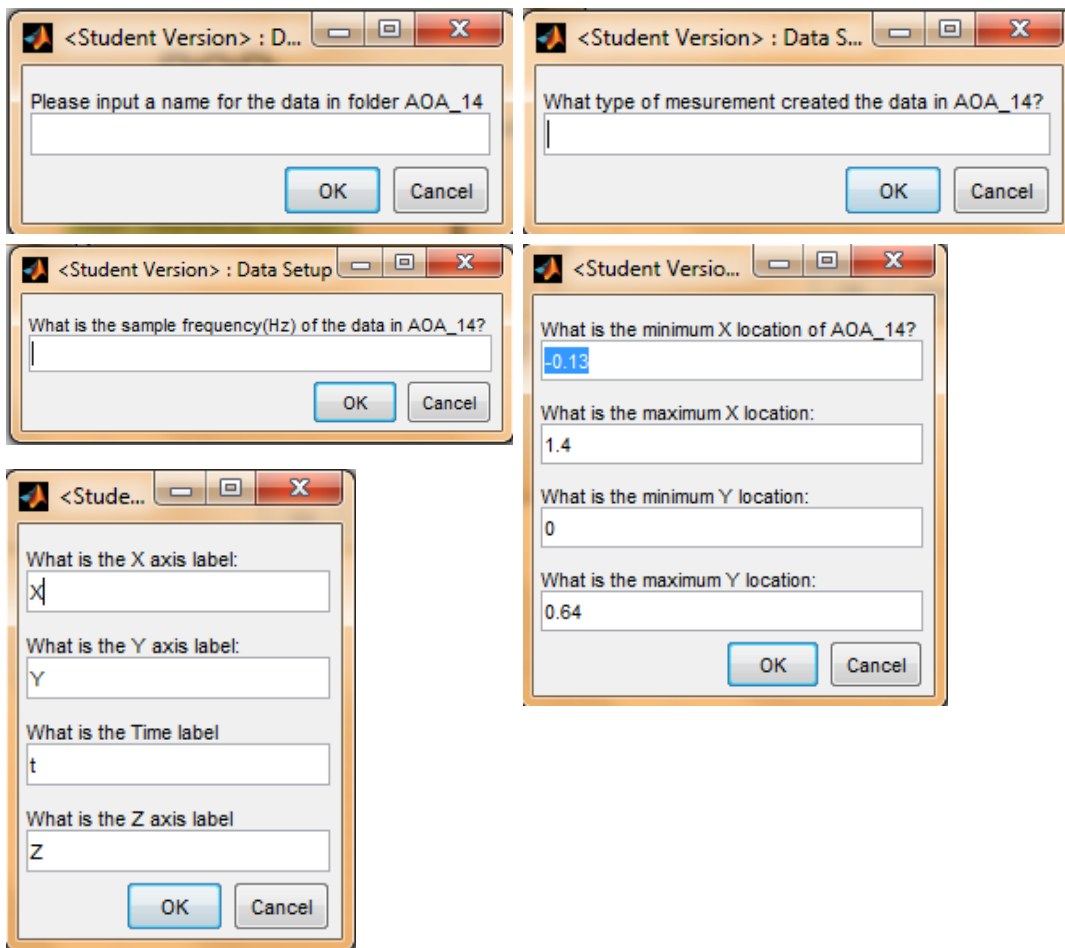 <Student Version> : D...
Please input a name for the data in folder AOA_14
OK Cancel
<Student Version> : Data S...
What type of mesurement created the data in AOA_14?
OK Cancel
<Student Version> : Data Setup
What is the sample frequency(Hz) of the data in AOA_14?
OK Cancel
<Student Versio...
What is the minimum X location of AOA_14?
-0.13
What is the maximum X location:
1.4
What is the minimum Y location:
0
What is the maximum Y location:
0.64
OK Cancel
<Stude...
What is the X axis label:
X
What is the Y axis label:
Y
What is the Time label
t
What is the Z axis label
Z
OK Cancel